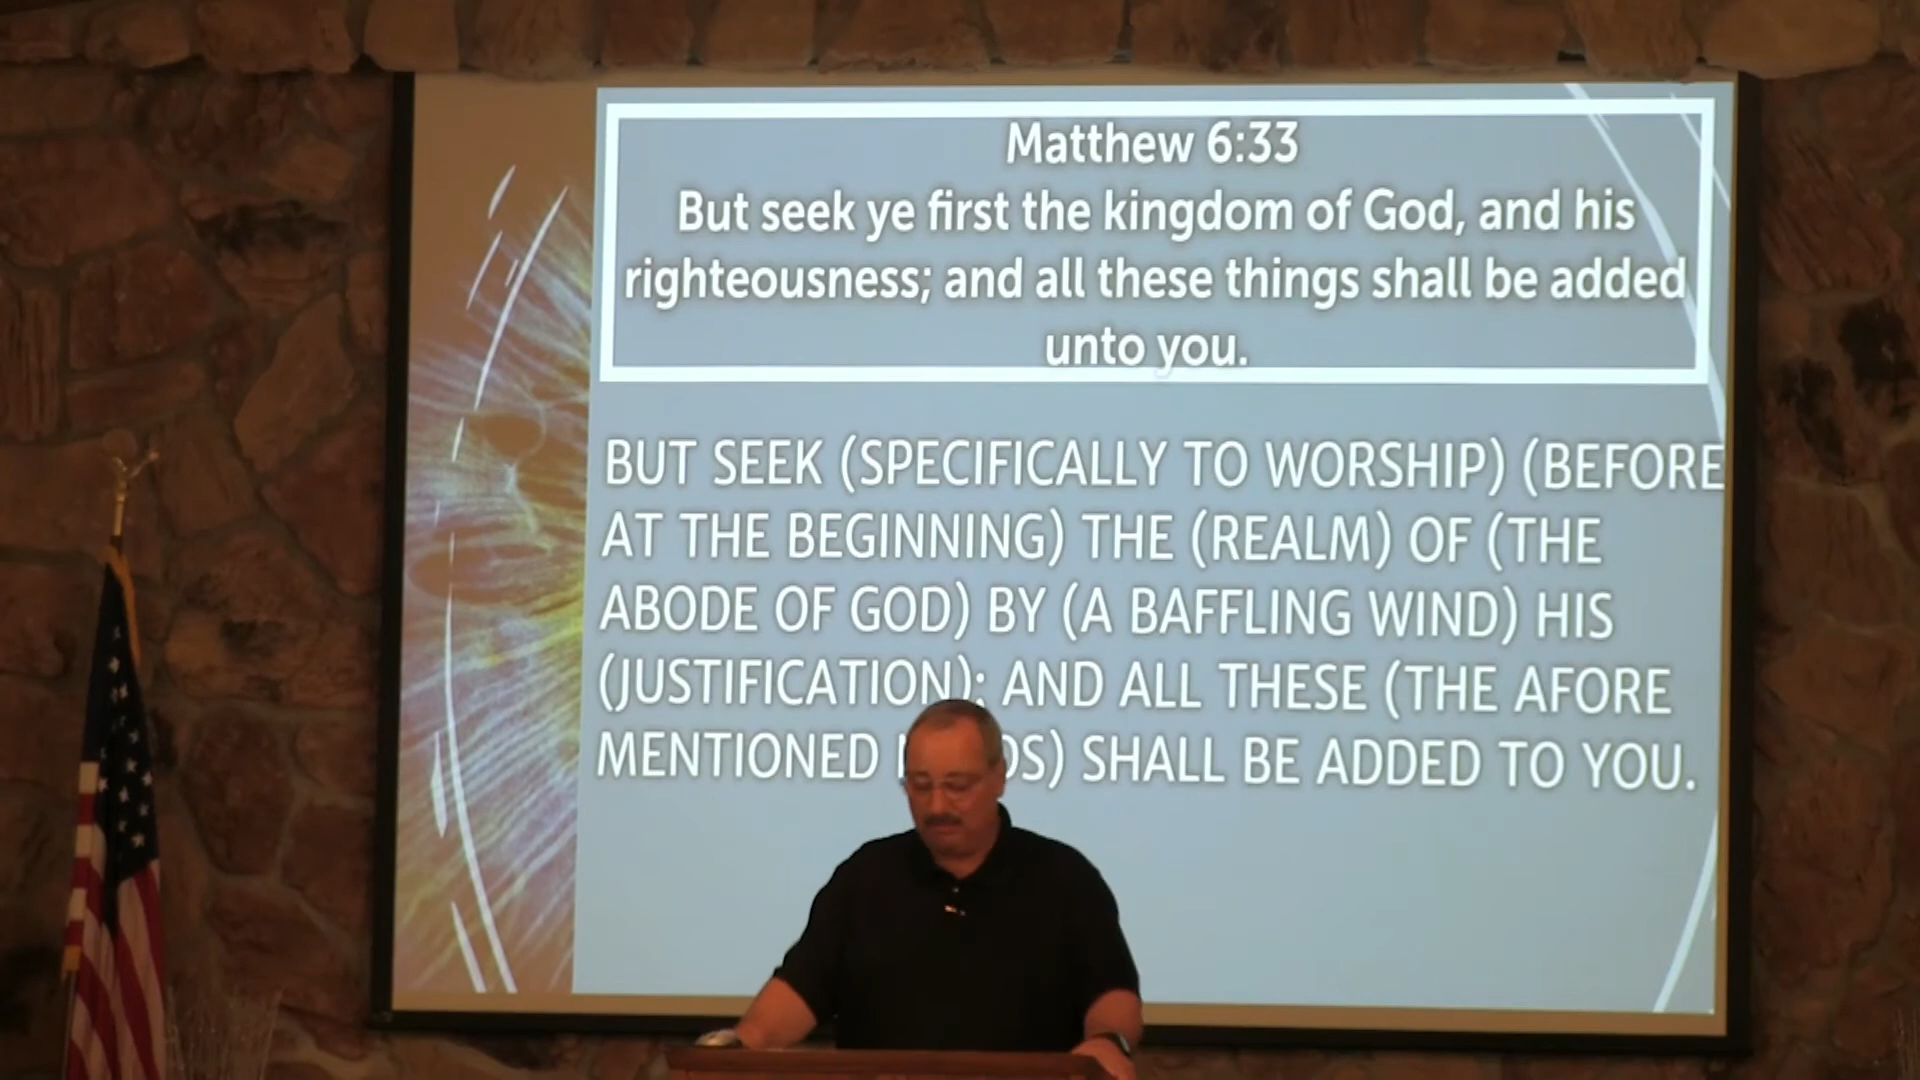 Matthew 6:33
But seek ye first the kingdom of God, and his
righteousness; and all these things shall be added
unto you.
BUT SEEK (SPECIFICALLY TO WORSHIP) (BEFORE
AT THE BEGINNING) THE (REALM) OF (THE
ABODE OF GOD) BY (A BAFFLING WIND) HIS
(JUSTIFICATION); AND ALL THESE (THE AFORE
MENTIONED SHALL BE ADDED TO YOU.